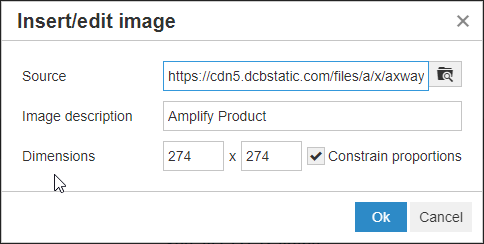 Insert/edit image
Source https://cdn5.dcbstatic.com/files/a/x/axway
Image description Amplify Product
Dimensions 274 x 274 Constrain proportions
Ok Cancel